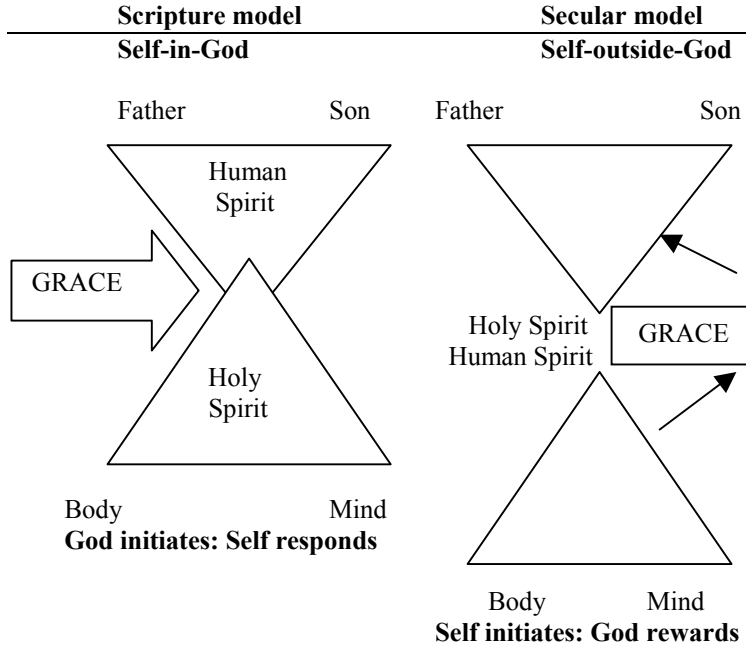 Scripture model Secular model
Self-in-God Self-outside-God
Father Son Father Son
Human
Spirit
GRACE
Holy Spirit
Human Spirit
GRACE
Holy
Spirit
Body Mind
God initiates: Self responds
Body Mind
Self initiates: God rewards